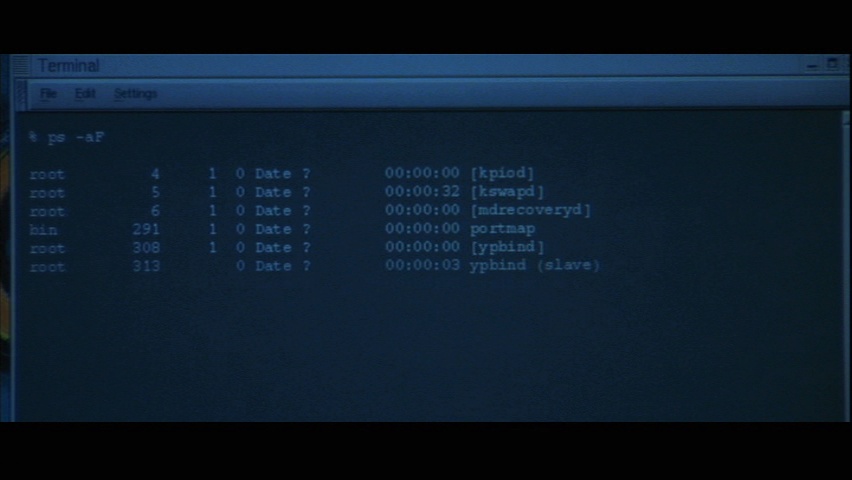 Terminal
File Edit Settings
% ps -aF
root 4 1 0 Date ? 00:00:00 [kpiod]
root 5 1 0 Date ? 00:00:32 [kswapd]
root 6 1 0 Date ? 00:00:00 [mdrecoveryd]
bin 291 1 0 Date ? 00:00:00 portmap
root 308 1 0 Date ? 00:00:00 [ypbind]
root 313 0 Date ? 00:00:03 ypbind (slave)